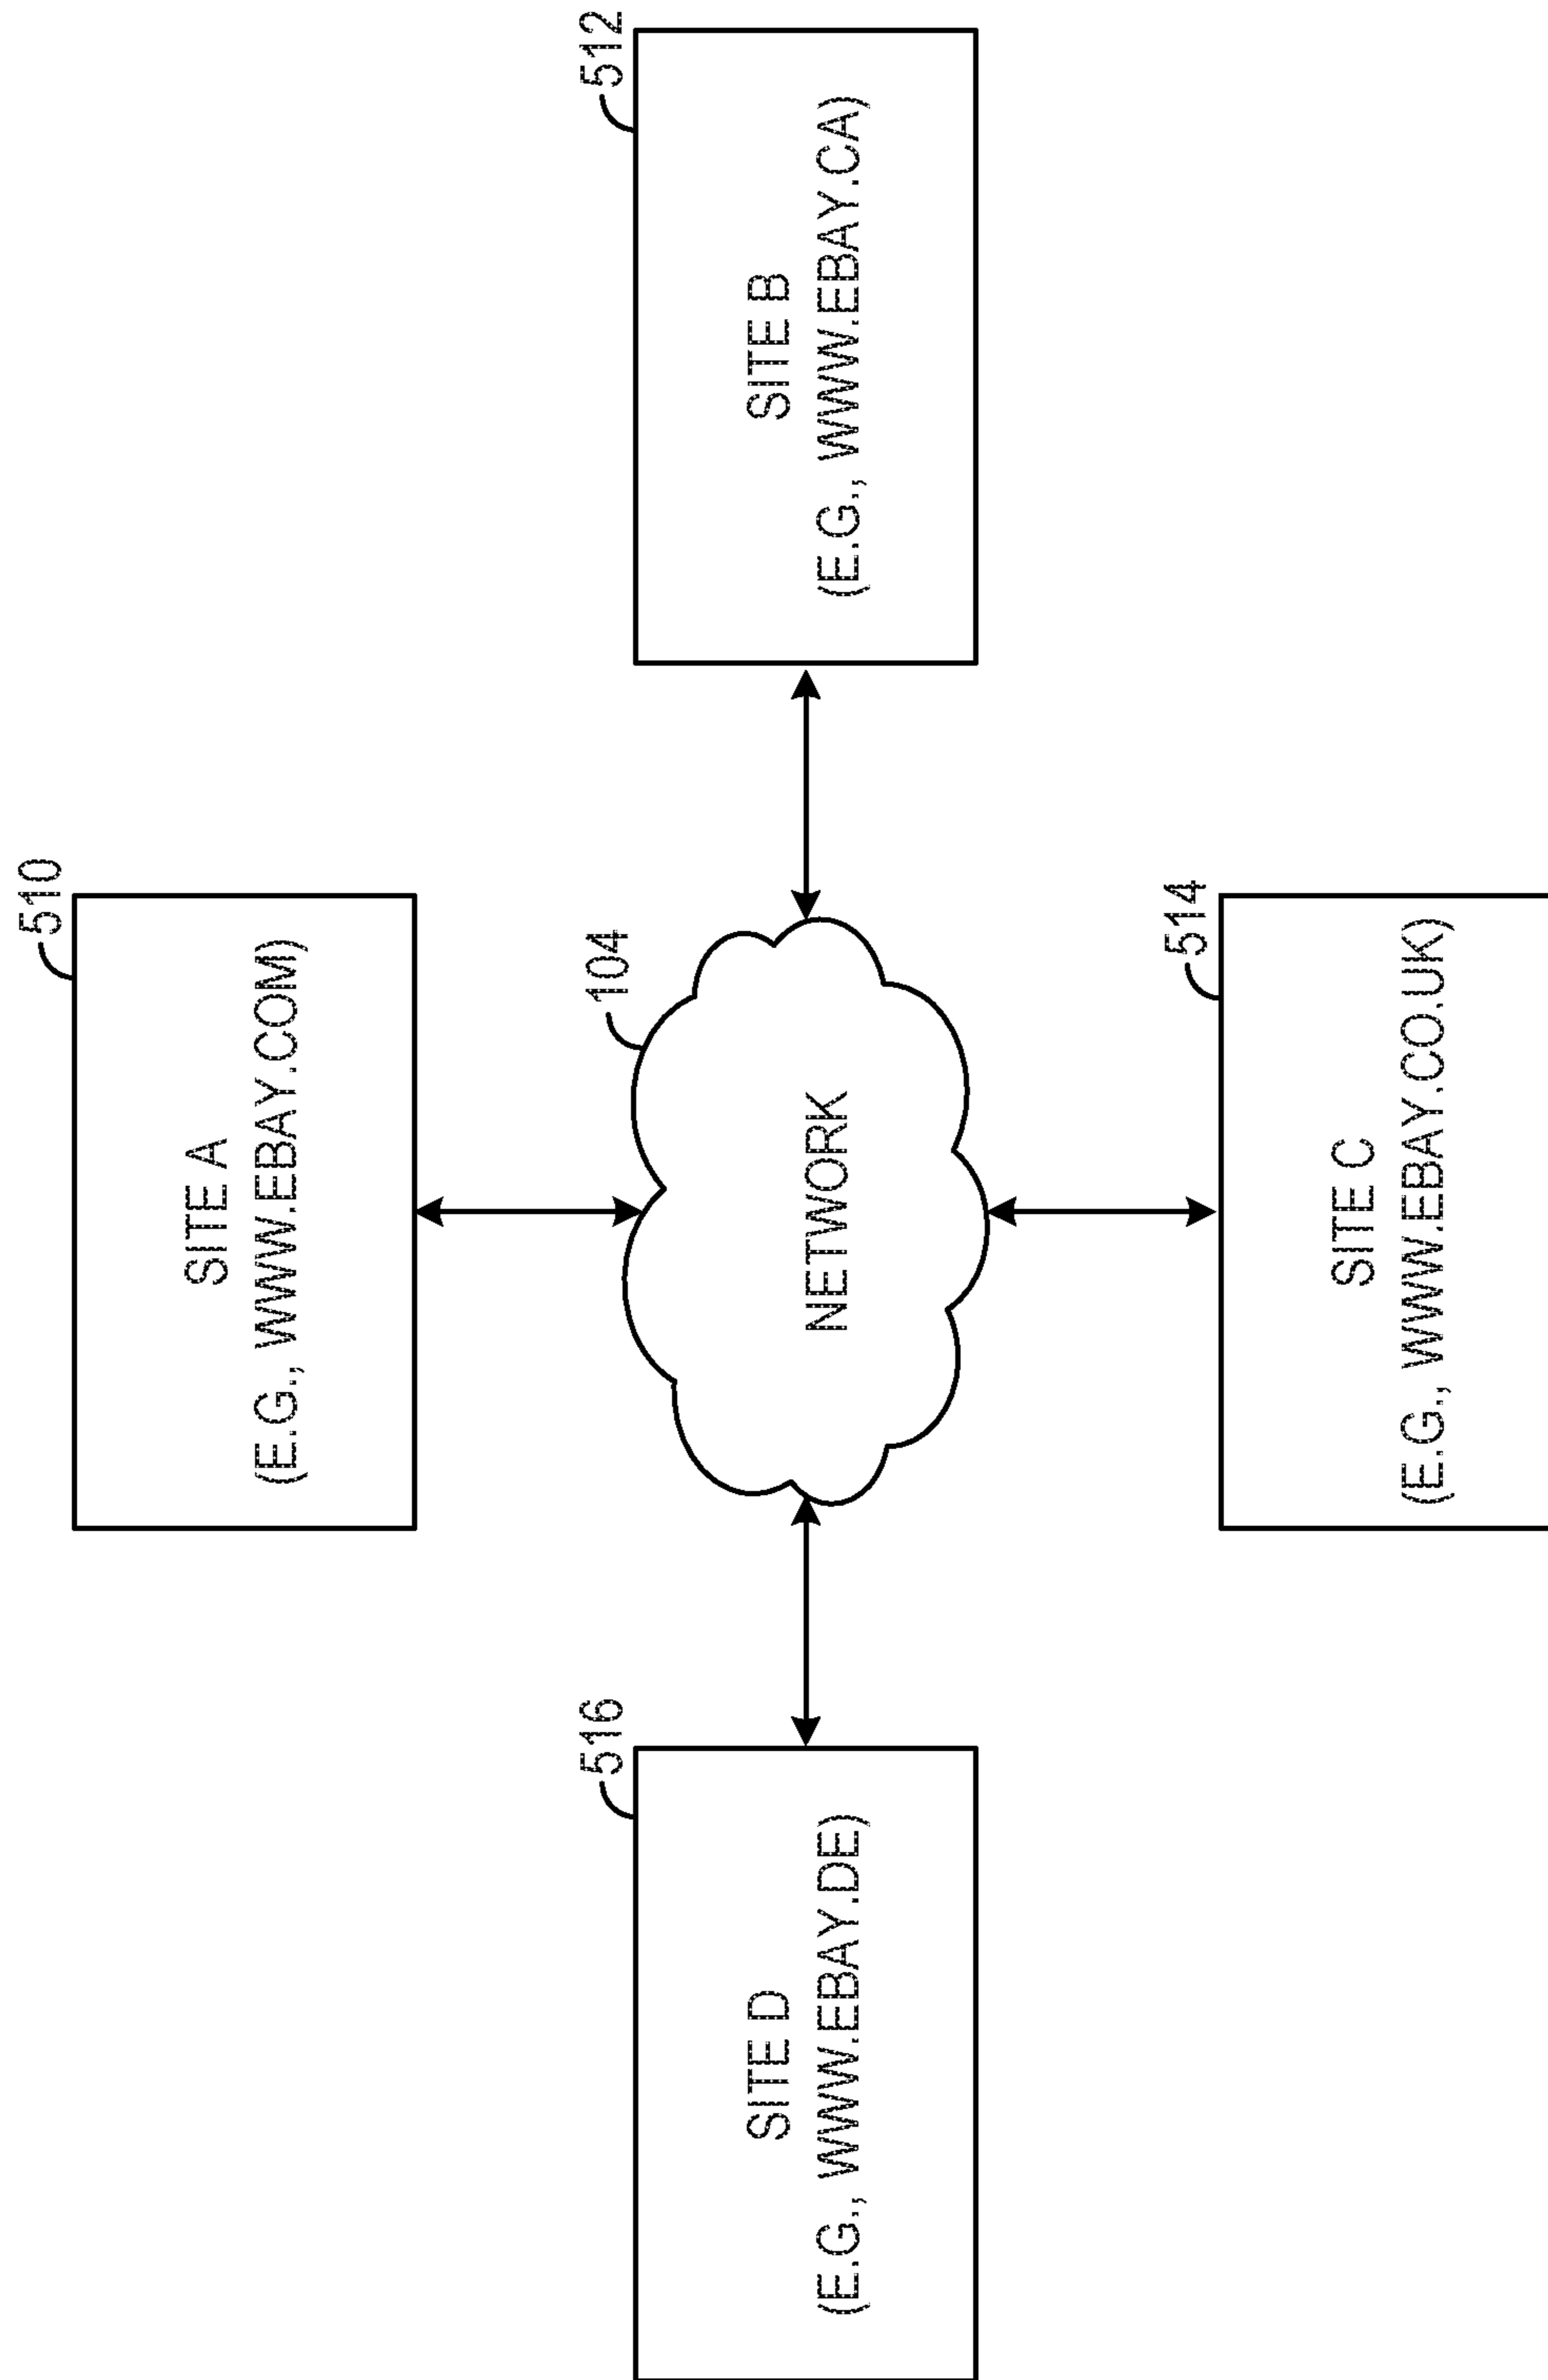 510
SITE A
(E.G., WWW.EBAY.COM)
516
SITE D
(E.G., WWW.EBAY.DE)
104
NETWORK
512
SITE B
(E.G., WWW.EBAY.CA)
514
SITE C
(E.G., WWW.EBAY.CO.UK)